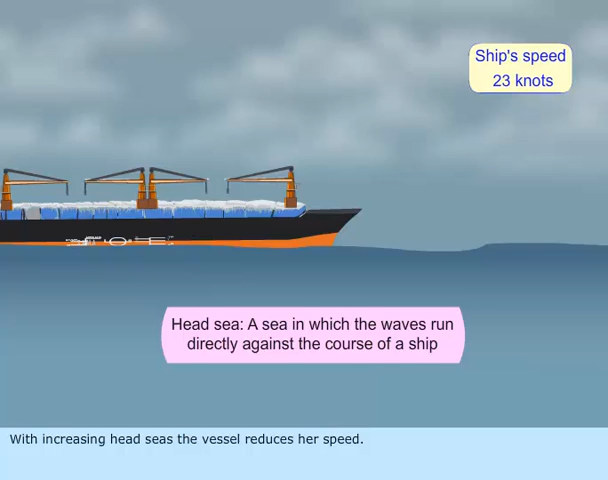 Ship's speed
23 knots
Head sea: A sea in which the waves run
directly against the course of a ship
With increasing head seas the vessel reduces her speed.